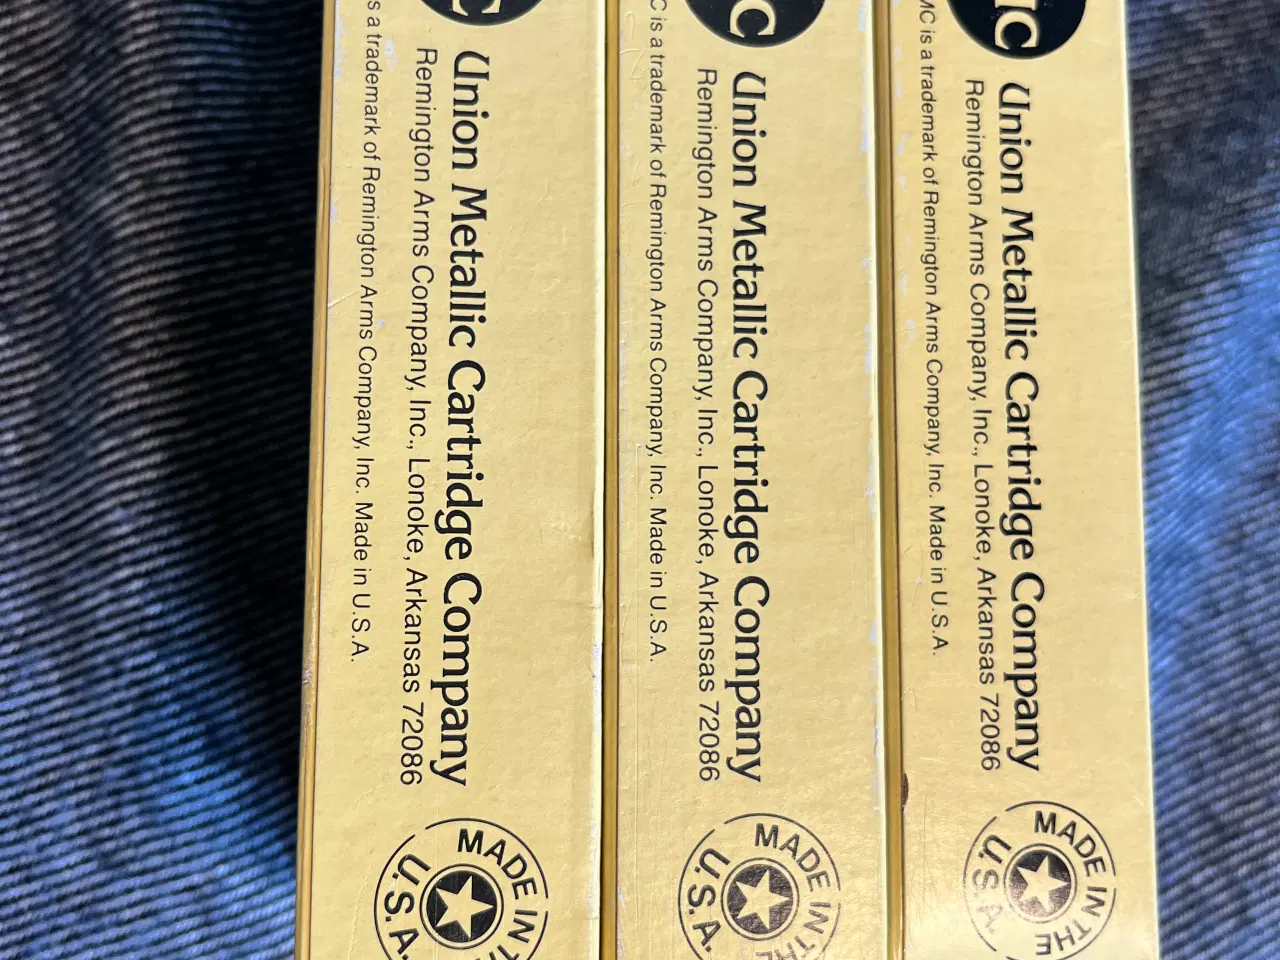 C
Union Metallic Cartridge Company
Remington Arms Company, Inc., Lonoke, Arkansas 72086
s a trademark of Remington Arms Company, Inc. Made in U.S.A.
MADE IN
U.S.A.
IC
Union Metallic Cartridge Company
Remington Arms Company, Inc., Lonoke, Arkansas 72086
C is a trademark of Remington Arms Company, Inc. Made in U.S.A.
MADE IN THE
U.S.A.
IC
Union Metallic Cartridge Company
Remington Arms Company, Inc., Lonoke, Arkansas 72086
MC is a trademark of Remington Arms Company, Inc. Made in U.S.A.
MADE IN THE
U.S.A.